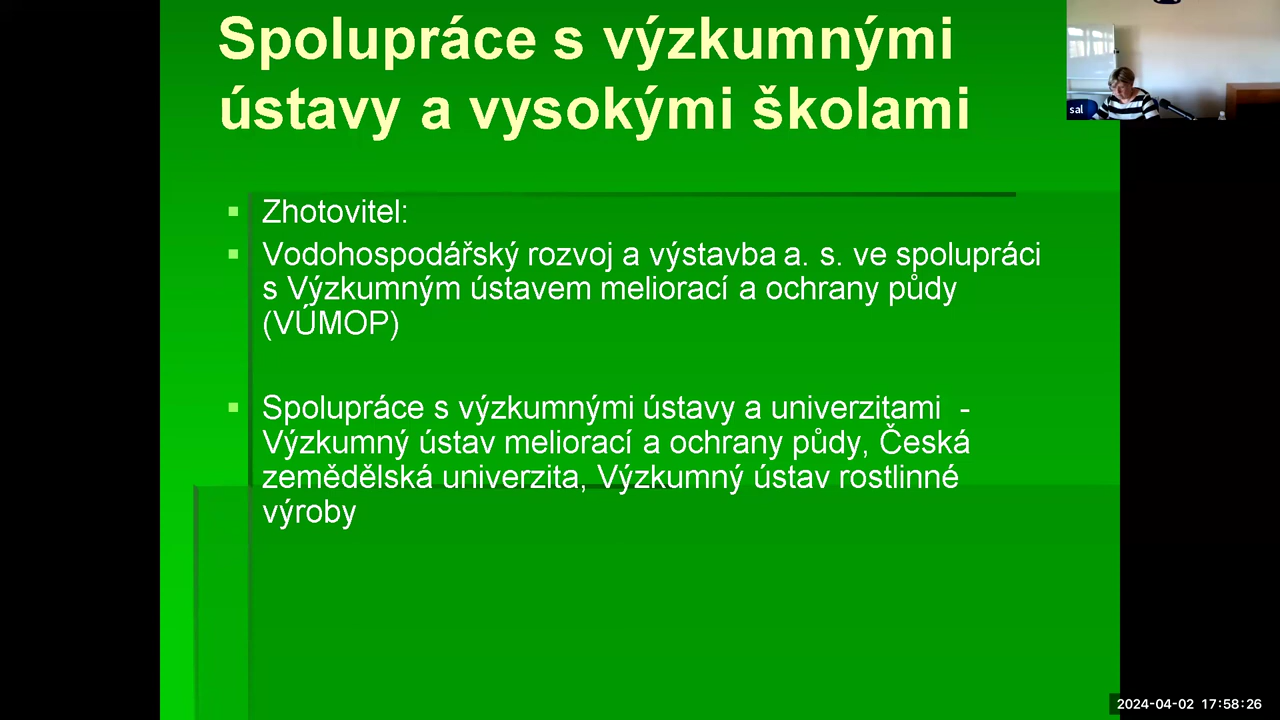 Spolupráce s výzkumnými
ústavy a vysokými školami
sal
Zhotovitel:
Vodohospodářský rozvoj a výstavba a. s. ve spolupráci
s Výzkumným ústavem meliorací a ochrany půdy
(VÚMOP)
Spolupráce s výzkumnými ústavy a univerzitami -
Výzkumný ústav meliorací a ochrany půdy, Česká
zemědělská univerzita, Výzkumný ústav rostlinné
výroby
2024-04-02 17:58:26